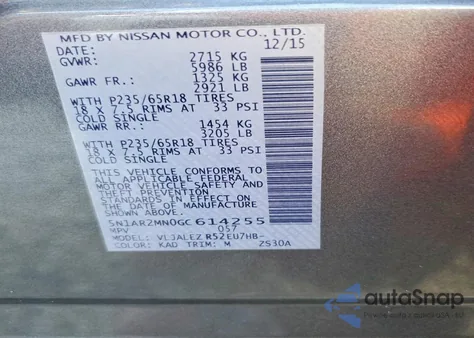 MFD BY NISSAN MOTOR CO., LTD.
DATE: 12/15
GVWR: 2715 KG
5986 LB
GAWR FR.: 1325 KG
2921 LB
WITH P235/65R18 TIRES
18 X 7.5 RIMS AT 33 PSI
COLD SINGLE
GAWR RR.: 1454 KG
3205 LB
WITH P235/65R18 TIRES
18 X 7.5 RIMS AT 33 PSI
COLD SINGLE
THIS VEHICLE CONFORMS TO
ALL APPLICABLE FEDERAL
MOTOR VEHICLE SAFETY AND
THEFT PREVENTION
STANDARDS IN EFFECT ON
THE DATE OF MANUFACTURE
SHOWN ABOVE.
5N1AR2MN0GC614255
MPV 057
MODEL: VLJALEZ R52EU7HB-
COLOR: KAD TRIM: M ZS30A
autoSnap